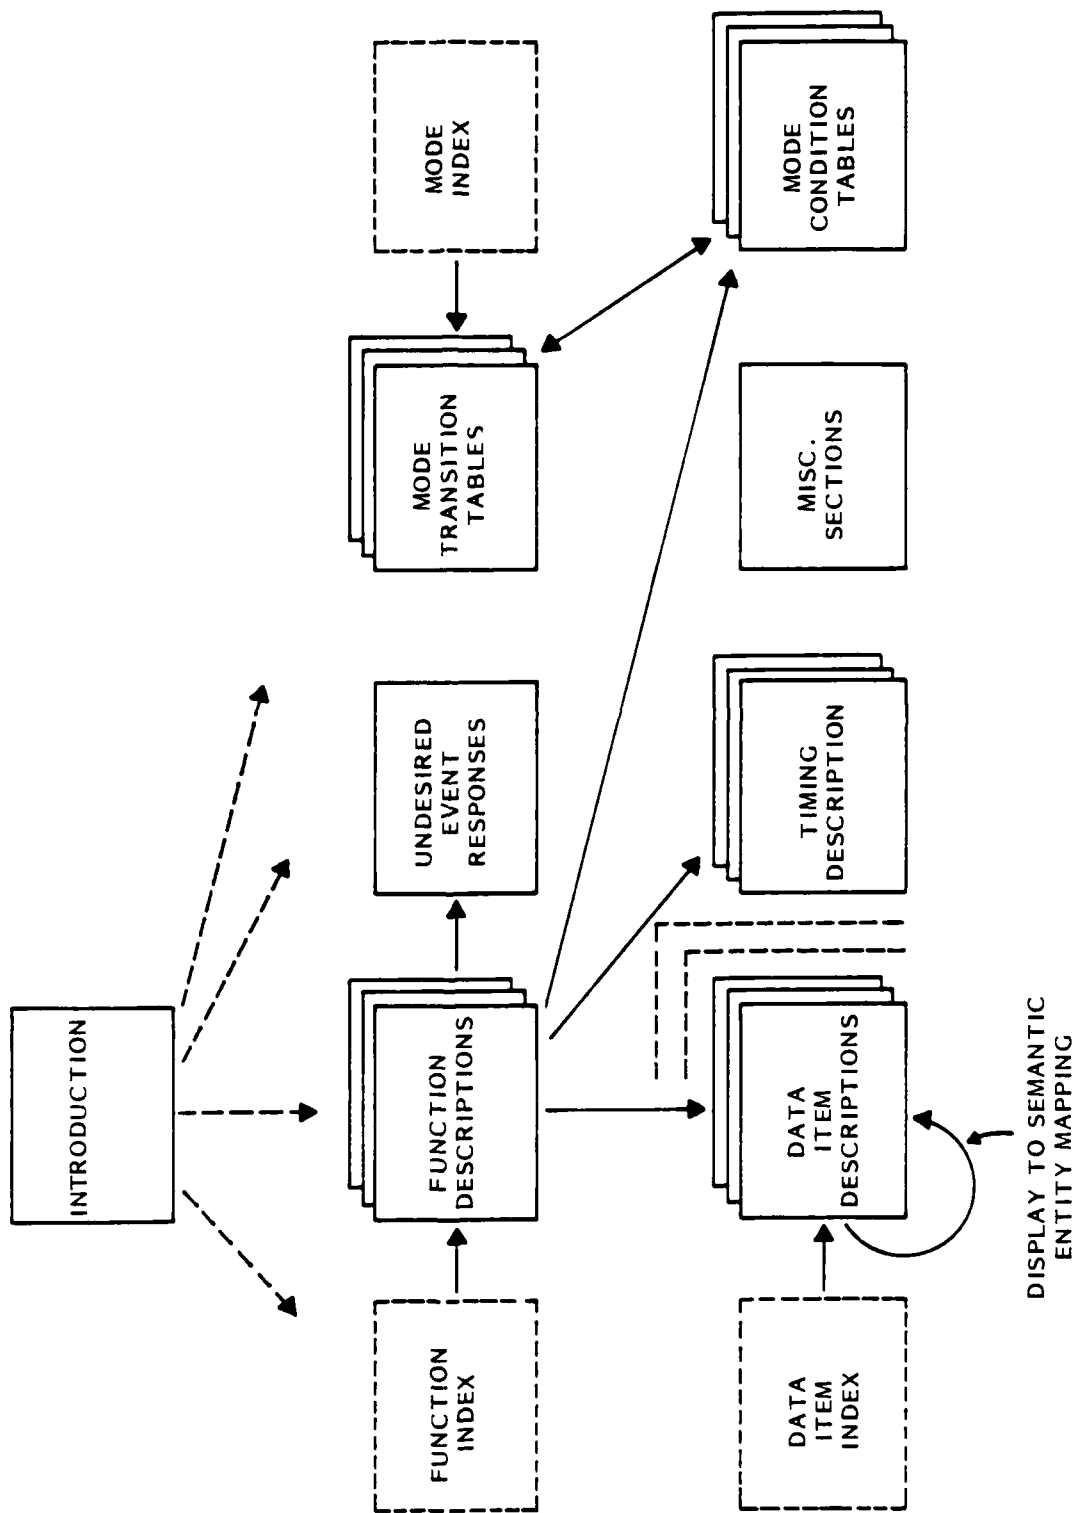 INTRODUCTION
FUNCTION
INDEX
FUNCTION
DESCRIPTIONS
UNDESIRED
EVENT
RESPONSES
MODE
TRANSITION
TABLES
MODE
INDEX
DATA
ITEM
INDEX
DATA
ITEM
DESCRIPTIONS
TIMING
DESCRIPTION
MISC.
SECTIONS
MODE
CONDITION
TABLES
DISPLAY TO SEMANTIC
ENTITY MAPPING